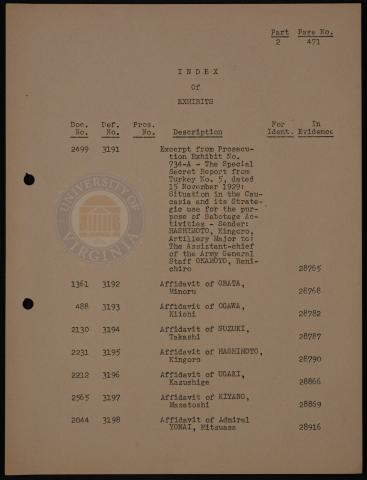 Part Page No.
2 471
I N D E X
Of
EXHIBITS
Doc. Def. Pros. For In
No. No. No. Description Ident. Evidence
2499 3191 Excerpt from Prosecu-
tion Exhibit No.
734-A - The Special
Secret Report from
Turkey No. 5, dated
15 November 1929:
Situation in the Cau-
casia and its Strate-
gic use for the pur-
pose of Sabotage Ac-
tivities - Sender:
HASHIMOTO, Kingoro,
Artillery Major to:
The Assistant-chief
of the Army General
Staff OKAMOTO, Reni-
chiro 28765
1361 3192 Affidavit of OBATA,
Minoru 28768
488 3193 Affidavit of OGAWA,
Kiichi 28782
2130 3194 Affidavit of SUZUKI,
Takashi 28787
2231 3195 Affidavit of HASHIMOTO,
Kingoro 28790
2212 3196 Affidavit of UGAKI,
Kazushige 28866
2565 3197 Affidavit of KIYANO,
Masatoshi 28869
2044 3198 Affidavit of Admiral
YONAI, Mitsumasa 28916
UNIVERSITY OF
VIRGINIA